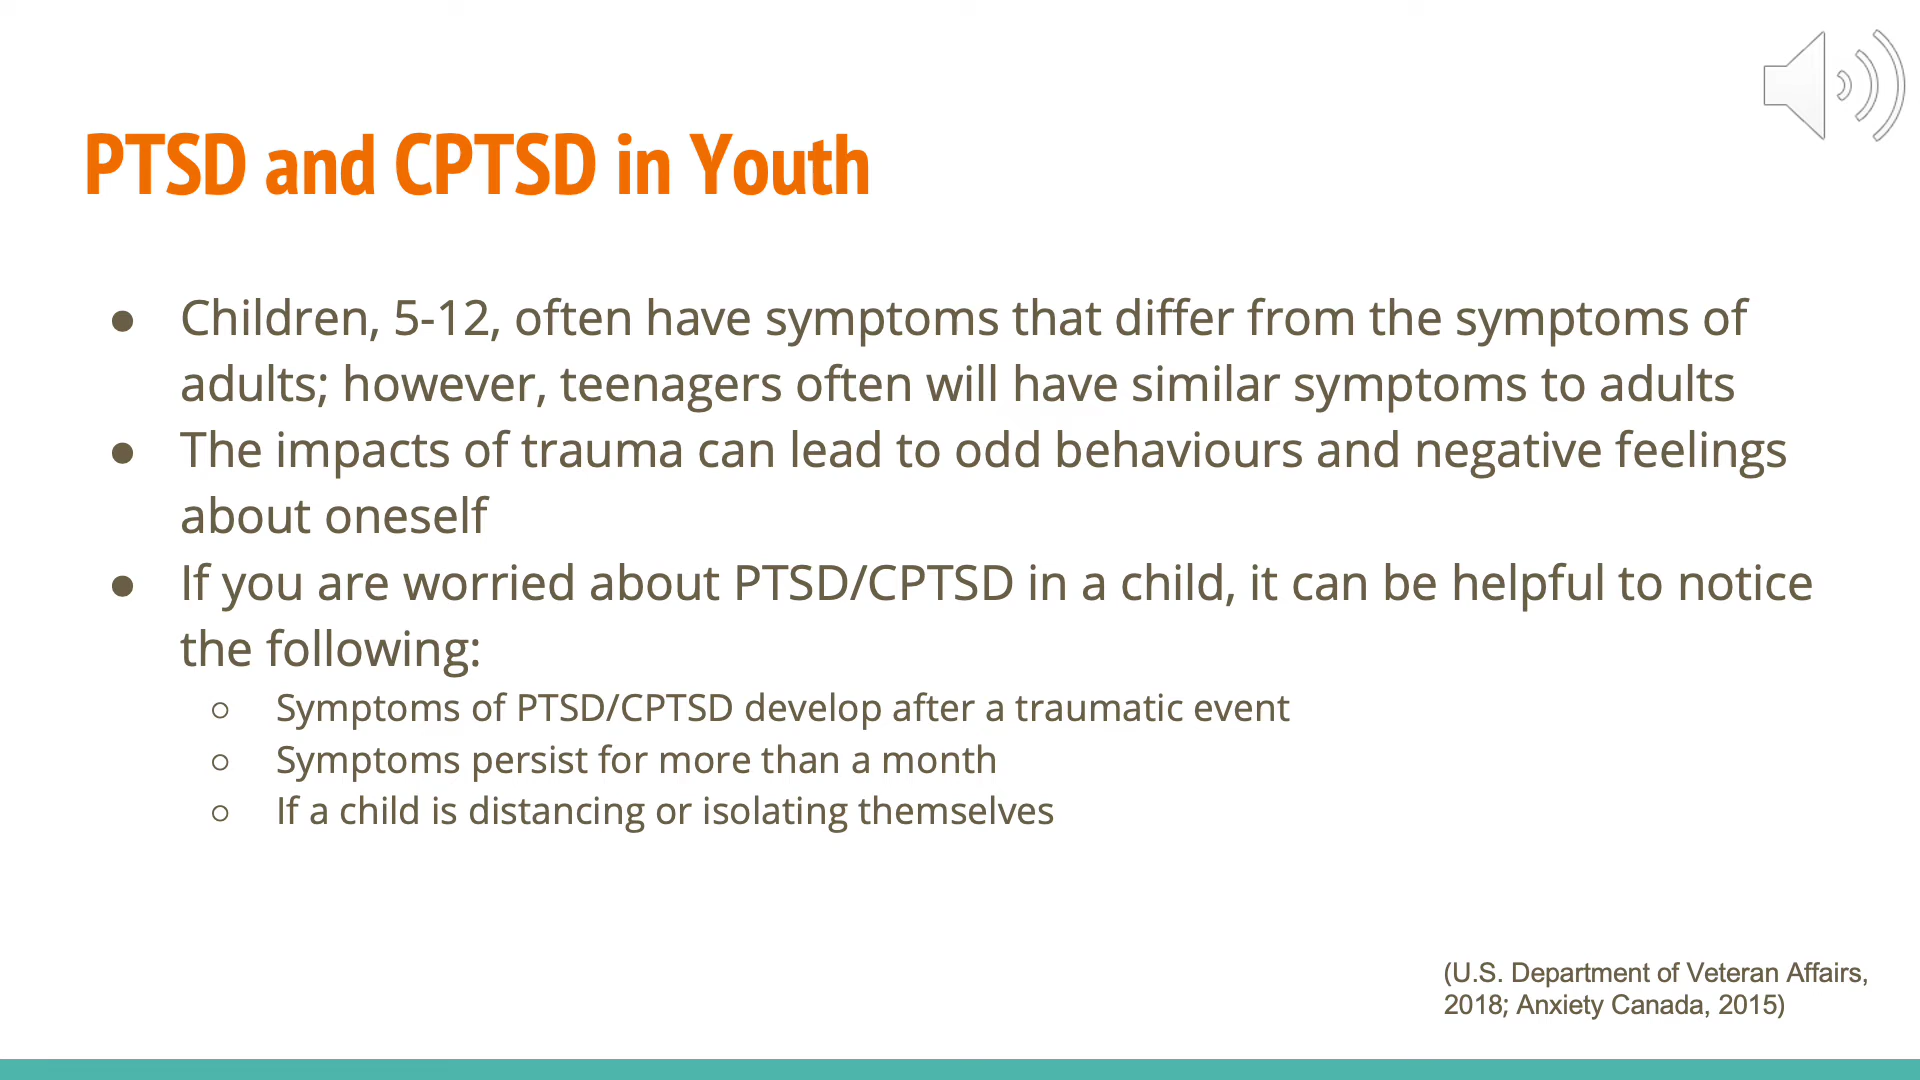 PTSD and CPTSD in Youth
● Children, 5-12, often have symptoms that differ from the symptoms of
adults; however, teenagers often will have similar symptoms to adults
● The impacts of trauma can lead to odd behaviours and negative feelings
about oneself
● If you are worried about PTSD/CPTSD in a child, it can be helpful to notice
the following:
○ Symptoms of PTSD/CPTSD develop after a traumatic event
○ Symptoms persist for more than a month
○ If a child is distancing or isolating themselves
(U.S. Department of Veteran Affairs,
2018; Anxiety Canada, 2015)